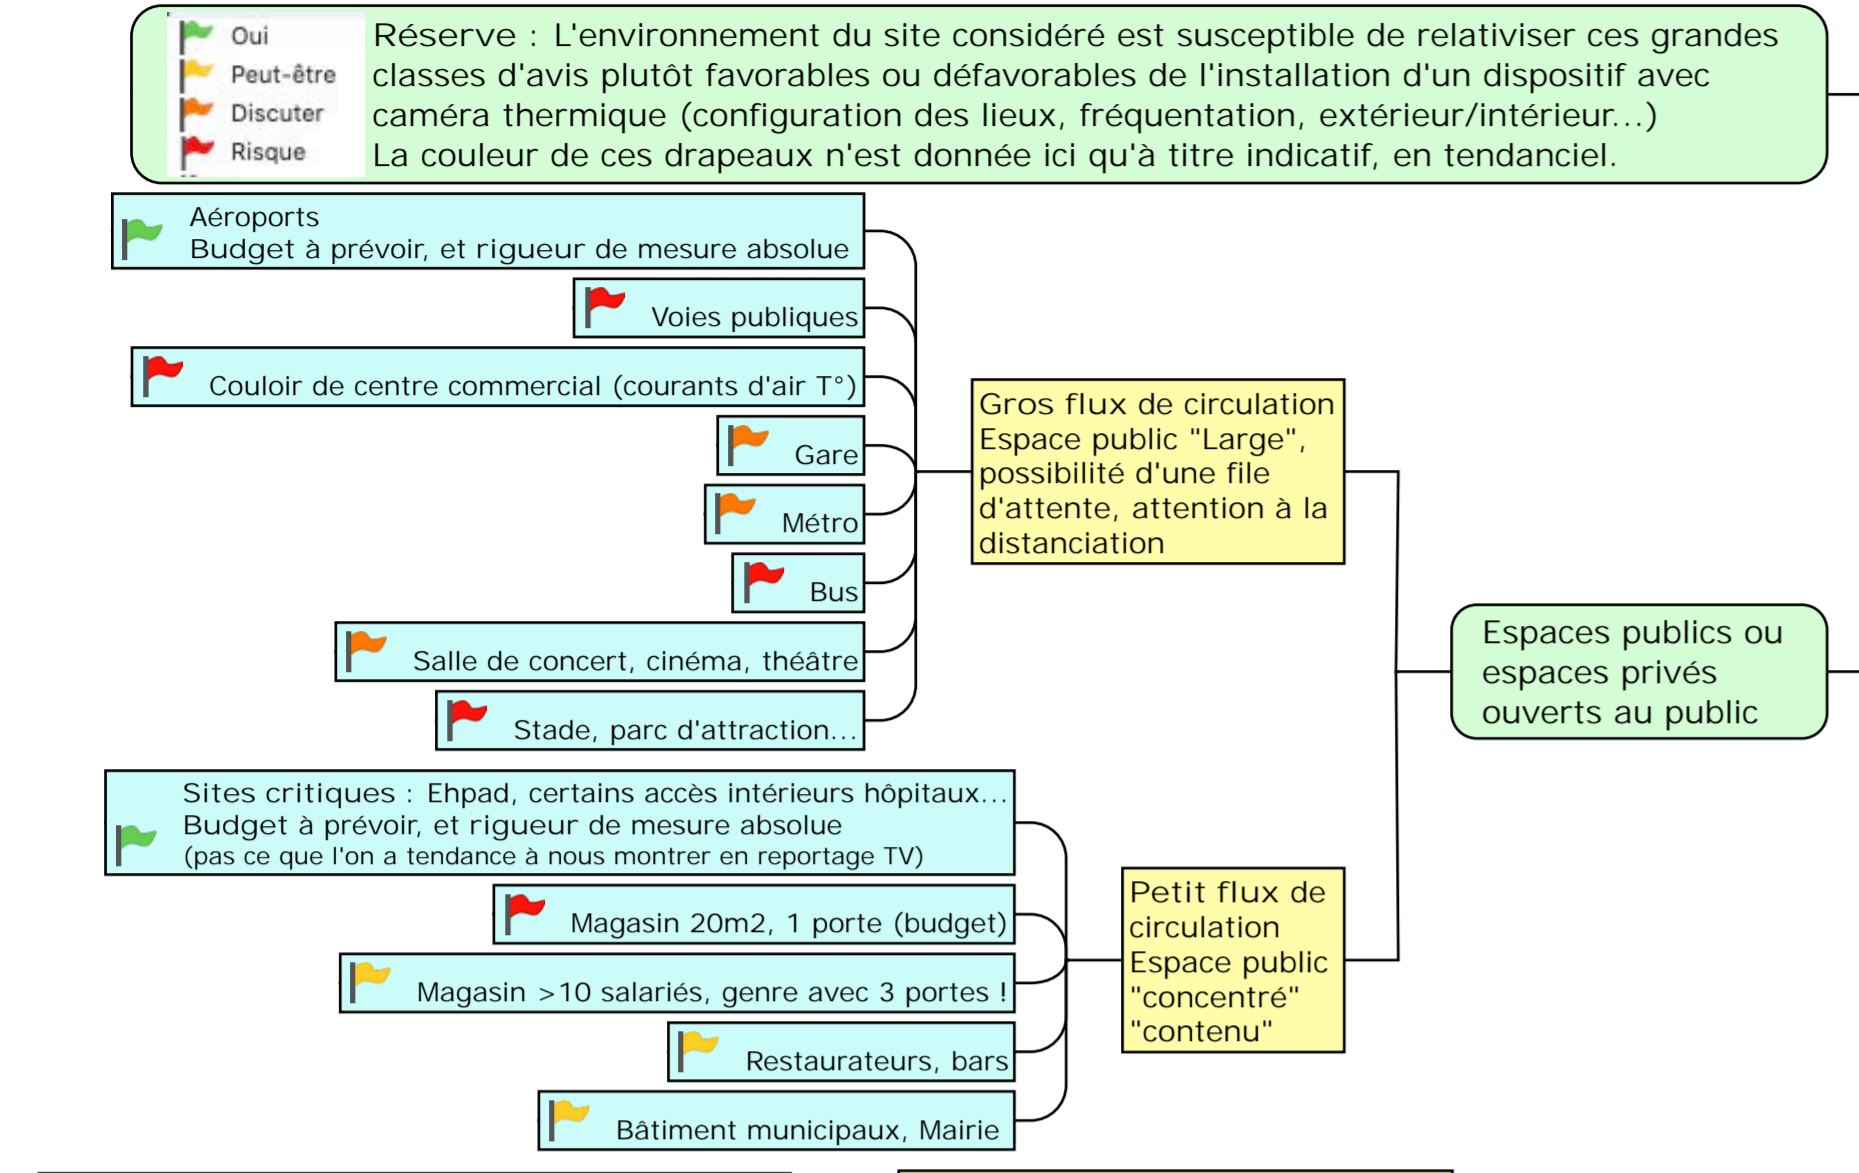 Oui
Peut-être
Discuter
Risque
Réserve : L'environnement du site considéré est susceptible de relativiser ces grandes
classes d'avis plutôt favorables ou défavorables de l'installation d'un dispositif avec
caméra thermique (configuration des lieux, fréquentation, extérieur/intérieur...)
La couleur de ces drapeaux n'est donnée ici qu'à titre indicatif, en tendanciel.
Aéroports
Budget à prévoir, et rigueur de mesure absolue
Voies publiques
Couloir de centre commercial (courants d'air T°)
Gare
Métro
Bus
Salle de concert, cinéma, théâtre
Stade, parc d'attraction...
Gros flux de circulation
Espace public "Large",
possibilité d'une file
d'attente, attention à la
distanciation
Espaces publics ou
espaces privés
ouverts au public
Sites critiques : Ehpad, certains accès intérieurs hôpitaux...
Budget à prévoir, et rigueur de mesure absolue
(pas ce que l'on a tendance à nous montrer en reportage TV)
Magasin 20m2, 1 porte (budget)
Magasin >10 salariés, genre avec 3 portes !
Restaurateurs, bars
Bâtiment municipaux, Mairie
Petit flux de
circulation
Espace public
"concentré"
"contenu"